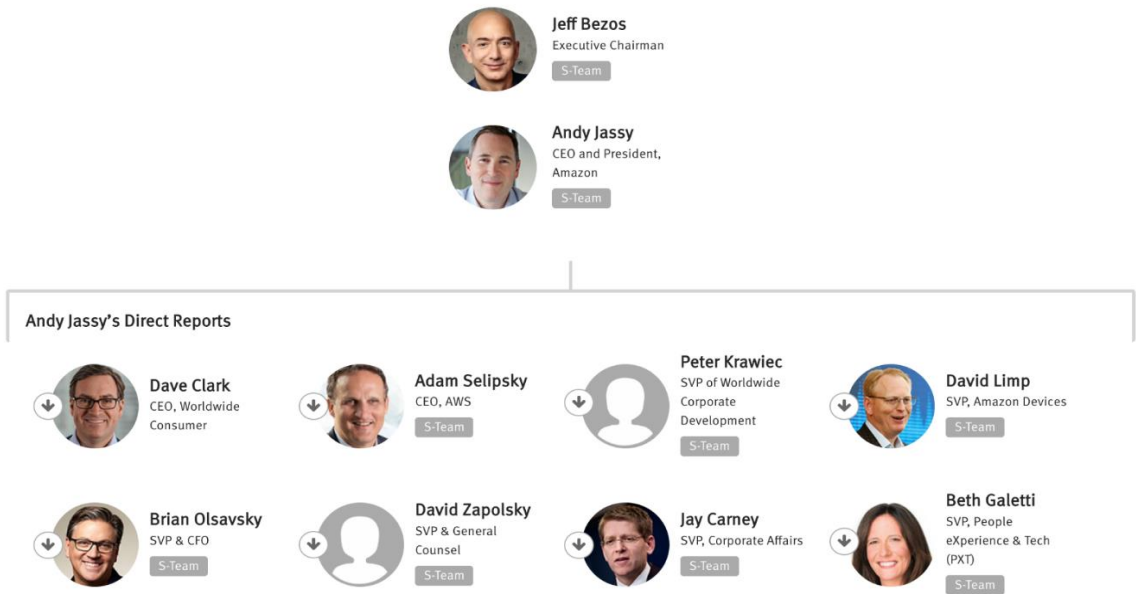 Jeff Bezos
Executive Chairman
S-Team
Andy Jassy
CEO and President,
Amazon
S-Team
Andy Jassy's Direct Reports
Dave Clark
CEO, Worldwide
Consumer
Adam Selipsky
CEO, AWS
S-Team
Peter Krawiec
SVP of Worldwide
Corporate
Development
S-Team
David Limp
SVP, Amazon Devices
S-Team
Brian Olsavsky
SVP & CFO
S-Team
David Zapolsky
SVP & General
Counsel
S-Team
Jay Carney
SVP, Corporate Affairs
S-Team
Beth Galetti
SVP, People
eXperience & Tech
(PXT)
S-Team